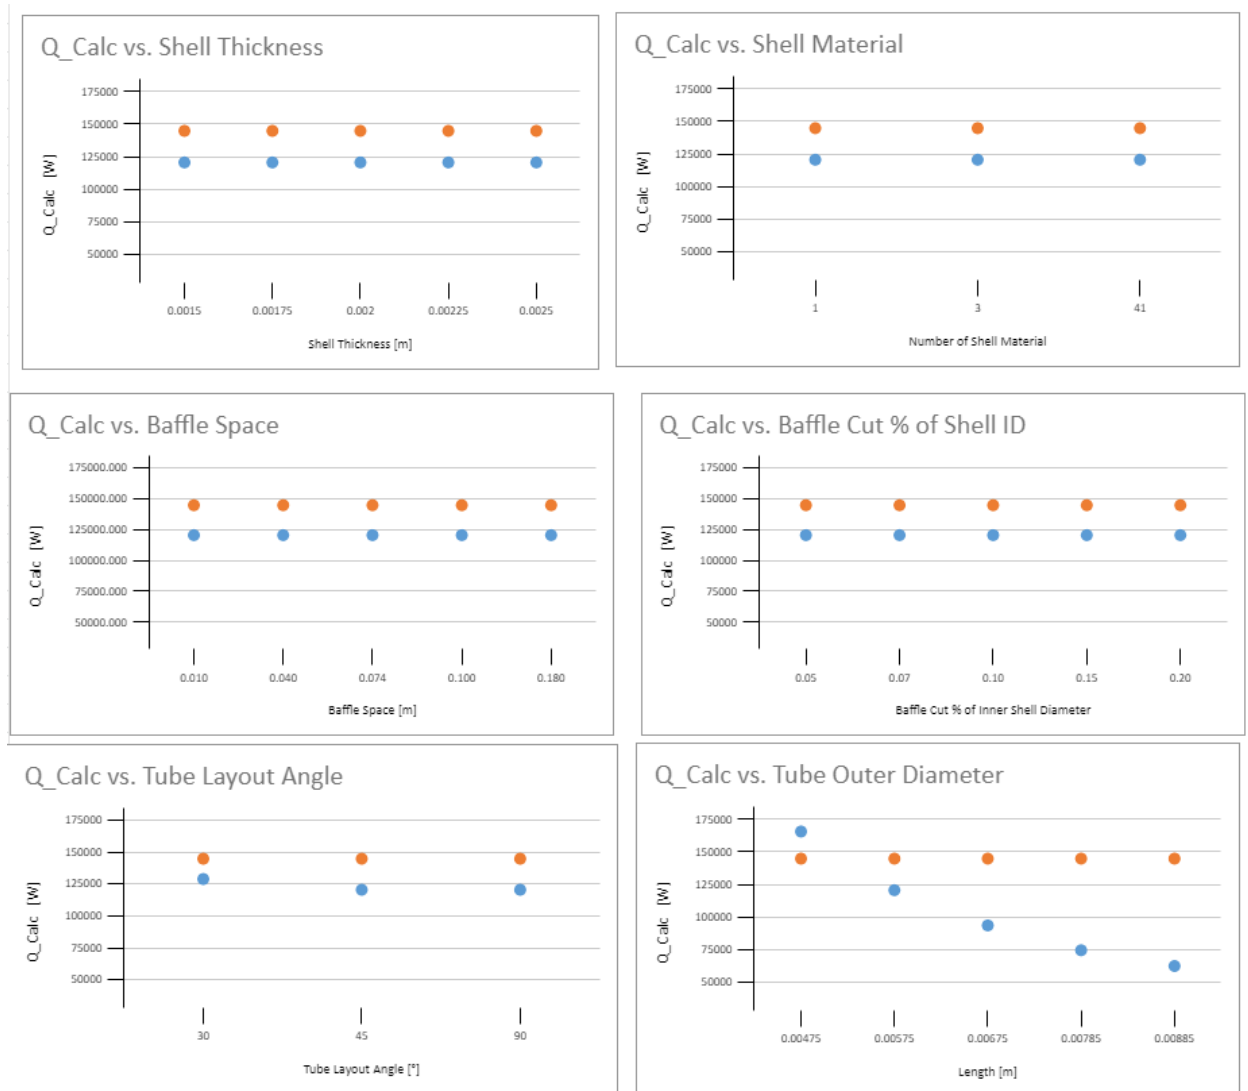 Q_Calc vs. Shell Thickness
175000
150000
125000
100000
75000
50000
Q_Calc [W]
0.0015 0.00175 0.002 0.00225 0.0025
Shell Thickness [m]
Q_Calc vs. Shell Material
175000
150000
125000
100000
75000
50000
Q_Calc [W]
1 3 41
Number of Shell Material
Q_Calc vs. Baffle Space
175000.000
150000.000
125000.000
100000.000
75000.000
50000.000
Q_Calc [W]
0.010 0.040 0.074 0.100 0.180
Baffle Space [m]
Q_Calc vs. Baffle Cut % of Shell ID
175000
150000
125000
100000
75000
50000
Q_Calc [W]
0.05 0.07 0.10 0.15 0.20
Baffle Cut % of Inner Shell Diameter
Q_Calc vs. Tube Layout Angle
175000
150000
125000
100000
75000
50000
Q_Calc [W]
30 45 90
Tube Layout Angle [°]
Q_Calc vs. Tube Outer Diameter
175000
150000
125000
100000
75000
50000
Q_Calc [W]
0.00475 0.00575 0.00675 0.00785 0.00885
Length [m]